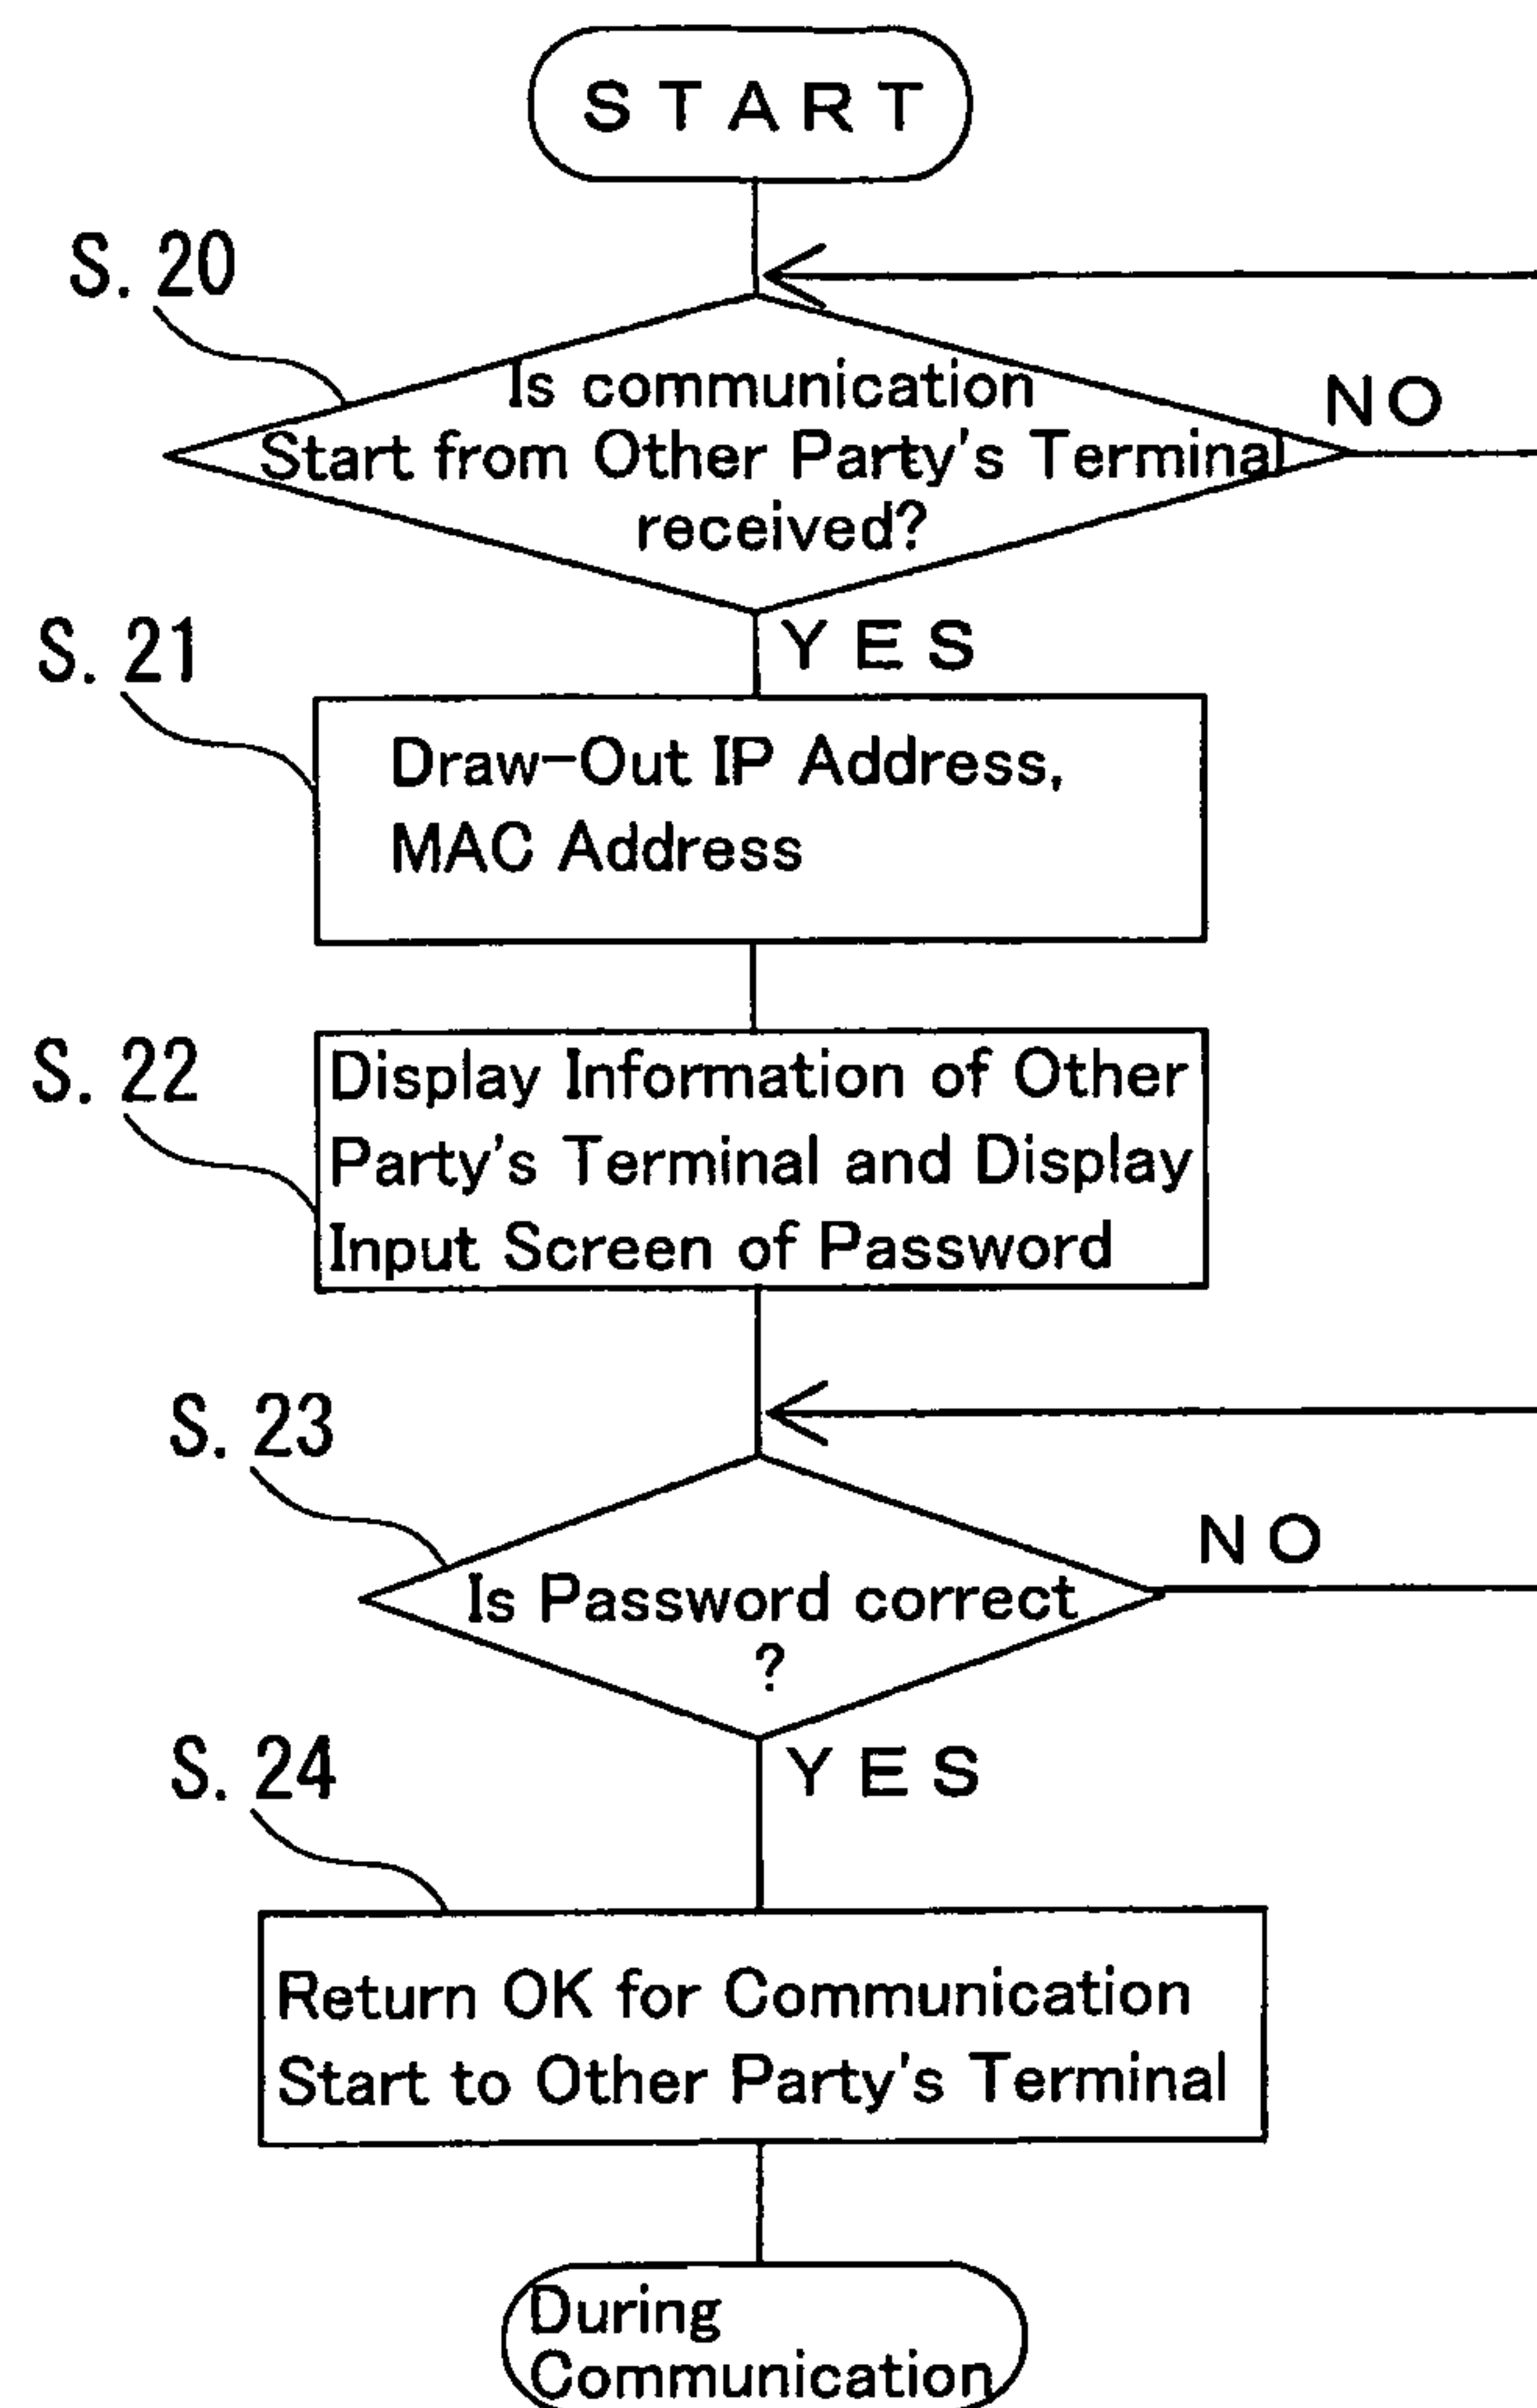 START
S. 20
Is communication
Start from Other Party's Terminal
received?
NO
YES
S. 21
Draw-Out IP Address,
MAC Address
S. 22
Display Information of Other
Party's Terminal and Display
Input Screen of Password
S. 23
Is Password correct
?
NO
YES
S. 24
Return OK for Communication
Start to Other Party's Terminal
During
Communication